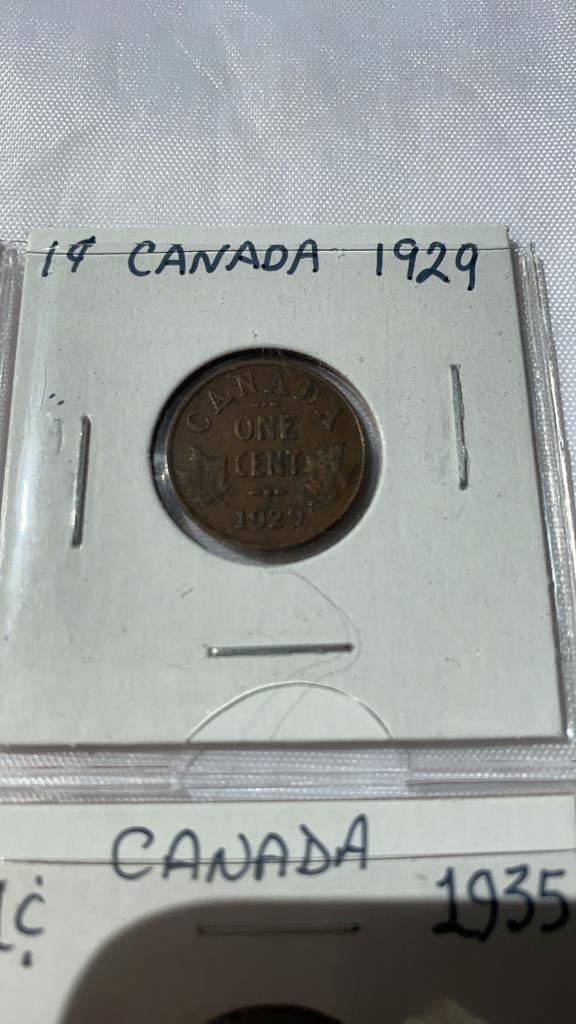 1¢ CANADA 1929
CANADA
ONE
CENT
1929
CANADA
1¢ 1935